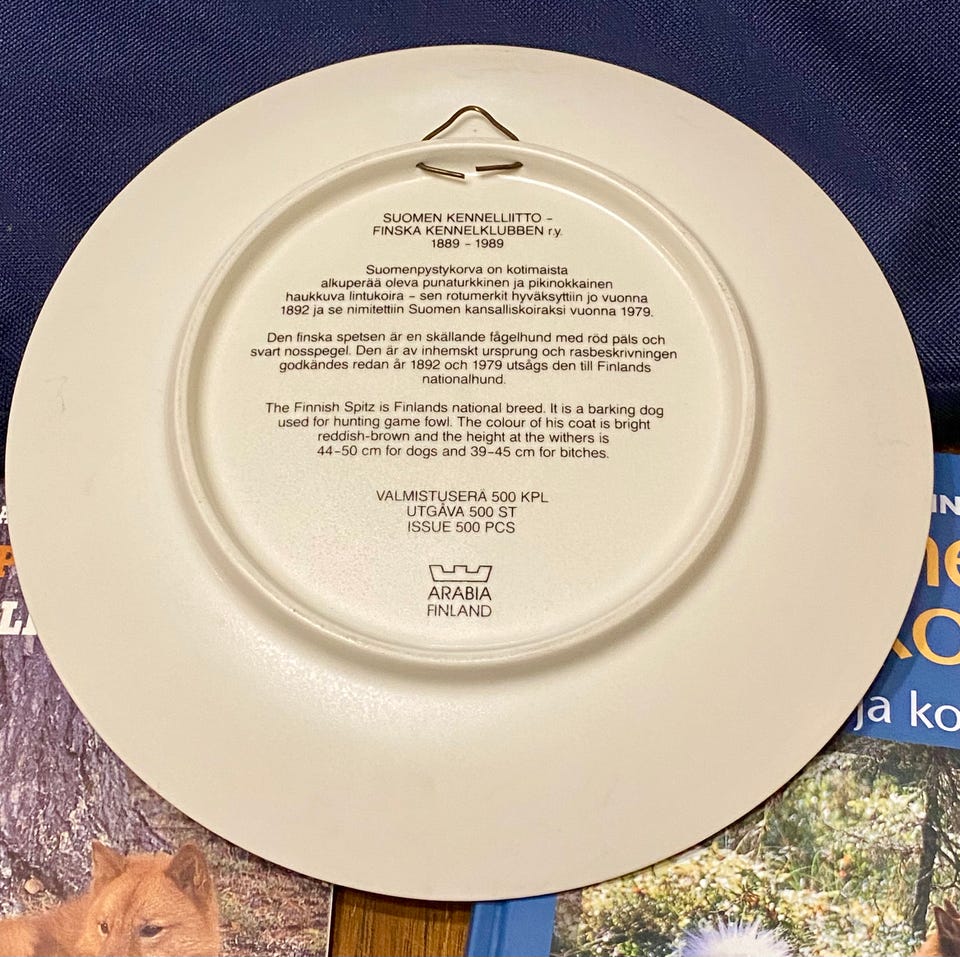 SUOMEN KENNELLIITTO –
FINSKA KENNELKLUBBEN r.y.
1889 – 1989
Suomenpystykorva on kotimaista
alkuperää oleva punaturkkinen ja pikinokkainen
haukkuva lintukoira – sen rotumerkit hyväksyttiin jo vuonna
1892 ja se nimitettiin Suomen kansalliskoiraksi vuonna 1979.
Den finska spetsen är en skällande fågelhund med röd päls och
svart nosspegel. Den är av inhemskt ursprung och rasbeskrivningen
godkändes redan år 1892 och 1979 utsågs den till Finlands
nationalhund.
The Finnish Spitz is Finlands national breed. It is a barking dog
used for hunting game fowl. The colour of his coat is bright
reddish-brown and the height at the withers is
44–50 cm for dogs and 39–45 cm for bitches.
VALMISTUSERÄ 500 KPL
UTGÅVA 500 ST
ISSUE 500 PCS
ARABIA
FINLAND
ja